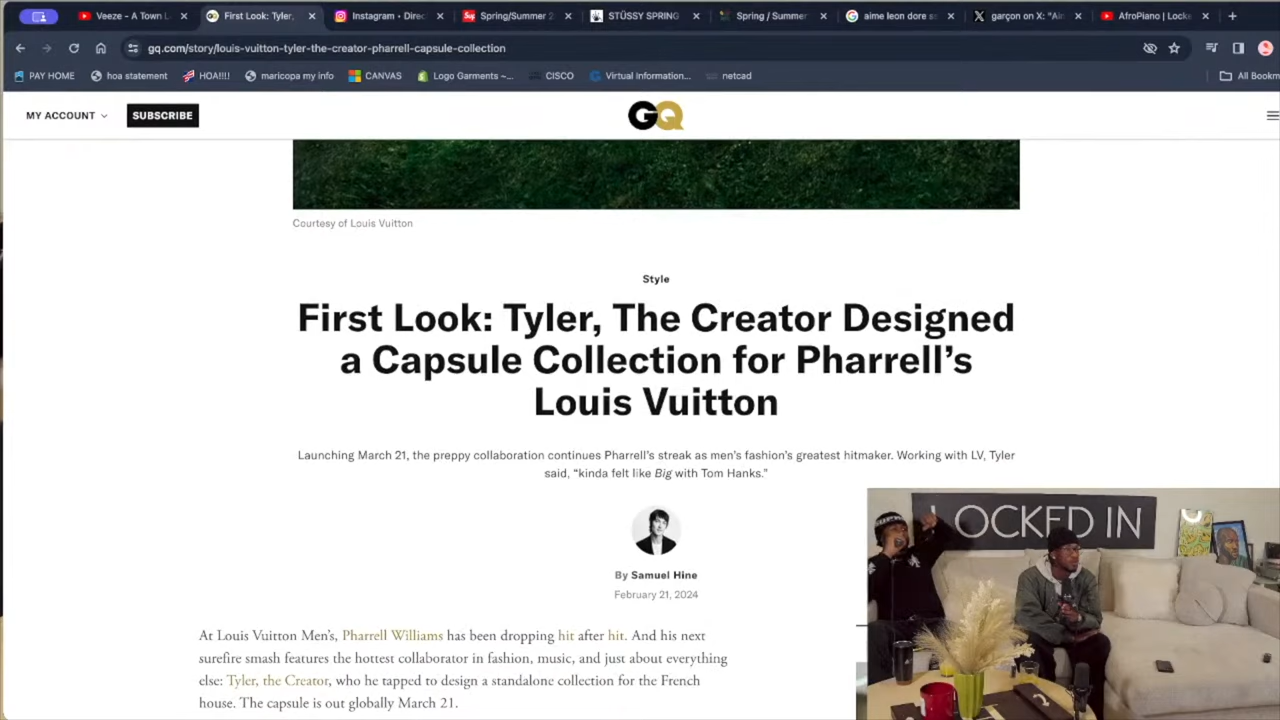 Veeze - A Town L
First Look: Tyler,
Instagram • Direc
Spring/Summer 2
STÜSSY SPRING
Spring / Summer
aime leon dore ss
garçon on X: "Aim
AfroPiano | Locke
gq.com/story/louis-vuitton-tyler-the-creator-pharrell-capsule-collection
PAY HOME
hoa statement
HOA!!!!
maricopa my info
CANVAS
Logo Garments –...
CISCO
Virtual Information...
netcad
All Bookm
MY ACCOUNT
SUBSCRIBE
GQ
Courtesy of Louis Vuitton
Style
First Look: Tyler, The Creator Designed
a Capsule Collection for Pharrell's
Louis Vuitton
Launching March 21, the preppy collaboration continues Pharrell's streak as men's fashion's greatest hitmaker. Working with LV, Tyler
said, "kinda felt like Big with Tom Hanks."
By Samuel Hine
February 21, 2024
At Louis Vuitton Men's, Pharrell Williams has been dropping hit after hit. And his next
surefire smash features the hottest collaborator in fashion, music, and just about everything
else: Tyler, the Creator, who he tapped to design a standalone collection for the French
house. The capsule is out globally March 21.
LOCKED IN